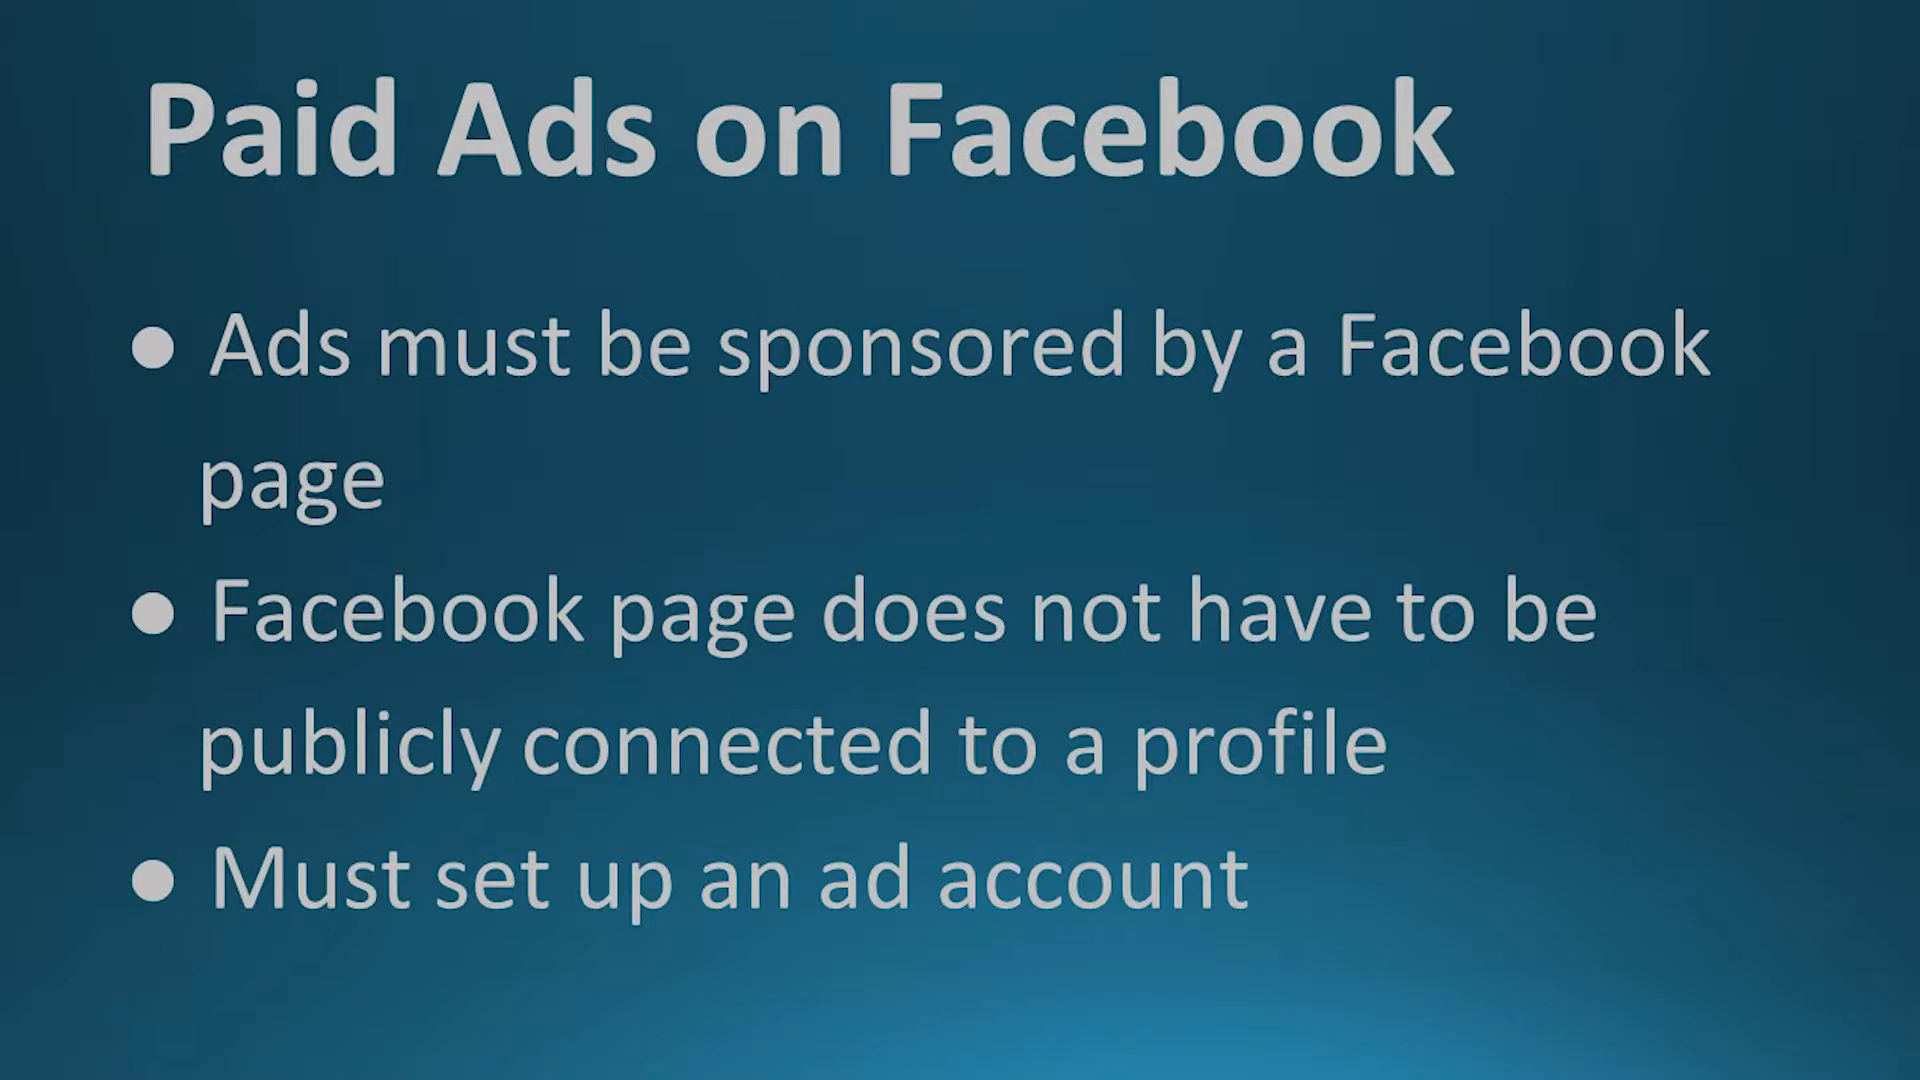 Paid Ads on Facebook
● Ads must be sponsored by a Facebook
page
● Facebook page does not have to be
publicly connected to a profile
● Must set up an ad account